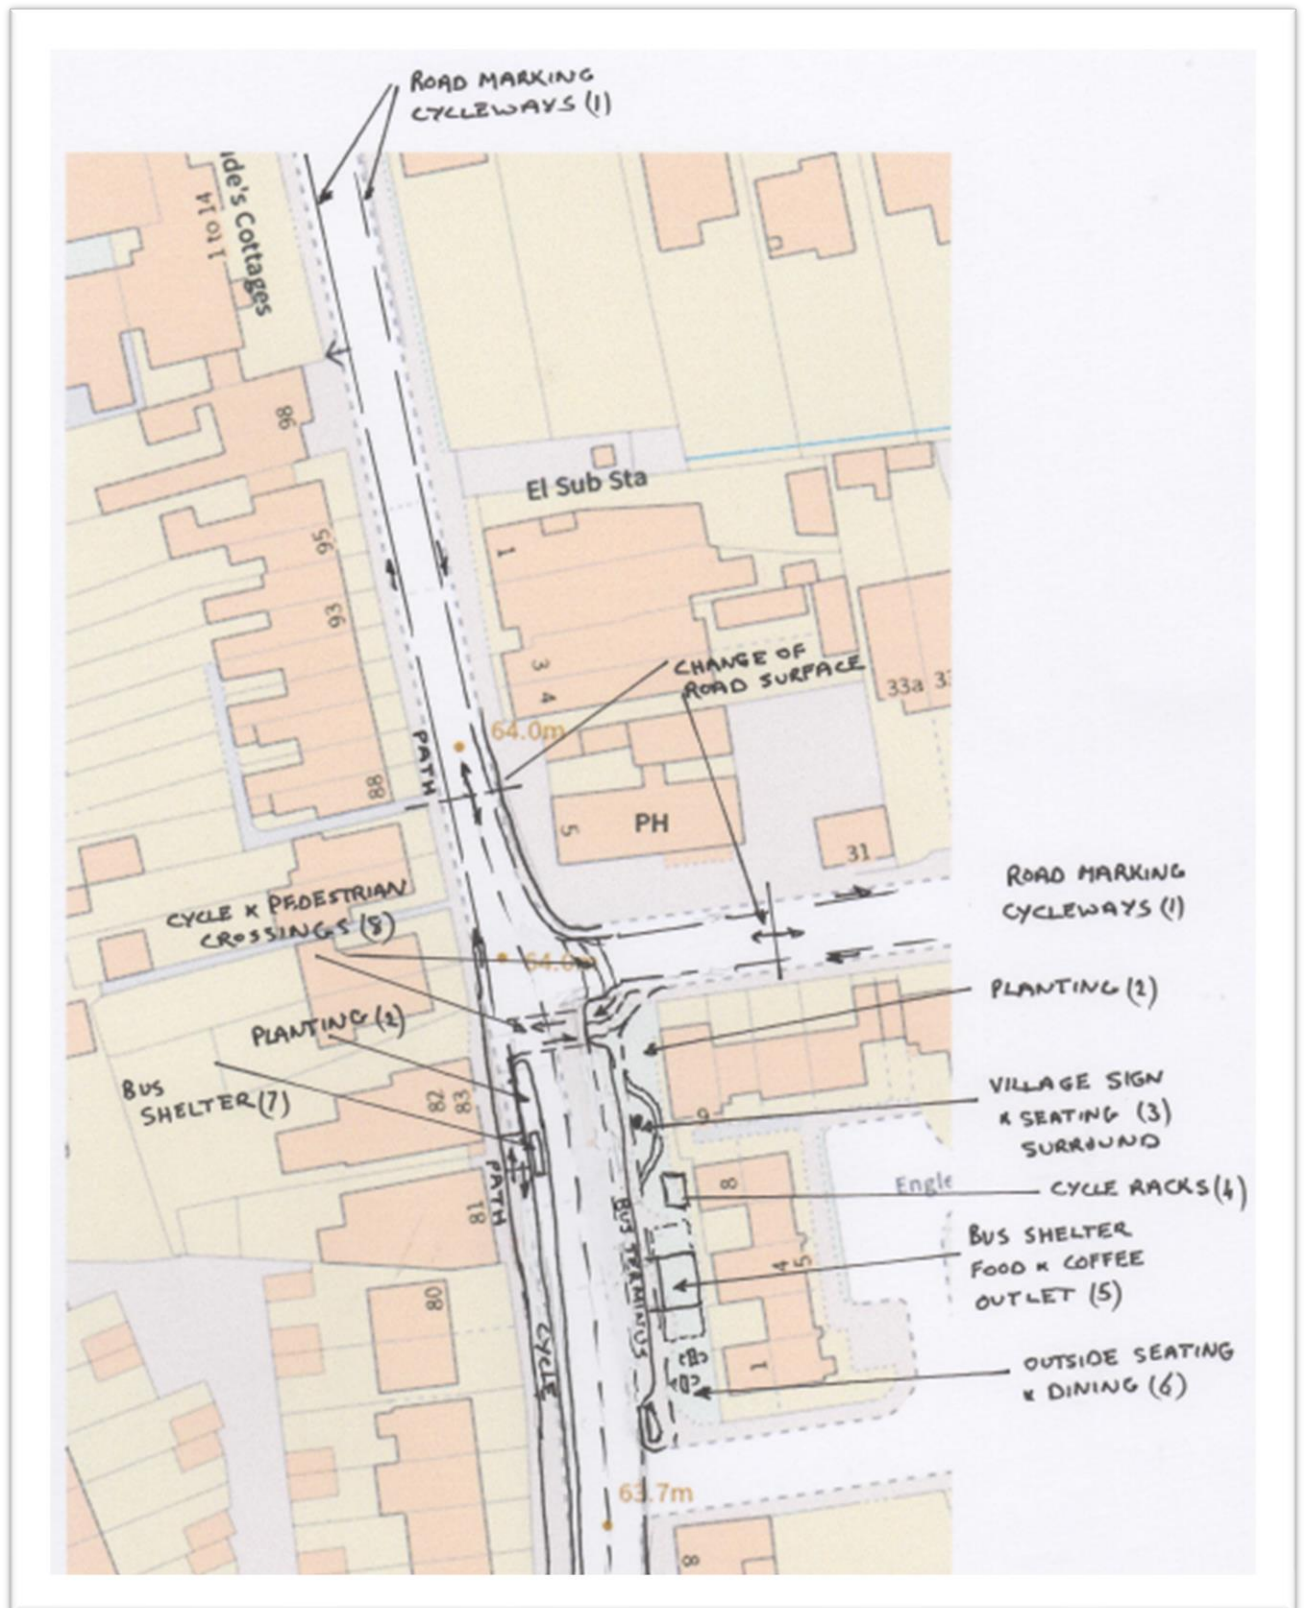 ROAD MARKING
CYCLEWAYS (1)
ide's Cottages
1 to 14
98
El Sub Sta
95
1
93
CHANGE OF
ROAD SURFACE
3
4
33a
64.0m
PATH
88
5
PH
31
ROAD MARKING
CYCLEWAYS (1)
CYCLE & PEDESTRIAN
CROSSINGS (8)
64.0m
PLANTING (2)
PLANTING (2)
BUS
SHELTER (7)
82
83
VILLAGE SIGN
& SEATING (3)
SURROUND
9
PATH
81
8
Engle
CYCLE RACKS (4)
BUS TERMINUS
BUS SHELTER
FOOD & COFFEE
OUTLET (5)
4
5
80
CYCLE
1
OUTSIDE SEATING
& DINING (6)
63.7m
8